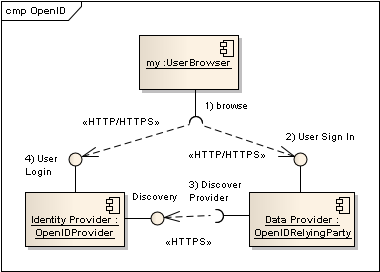 cmp OpenID
my :UserBrowser
1) browse
«HTTP/HTTPS»
2) User Sign In
«HTTP/HTTPS»
4) User
Login
3) Discover
Provider
Discovery
Identity Provider :
OpenIDProvider
Data Provider :
OpenIDRelyingParty
«HTTPS»